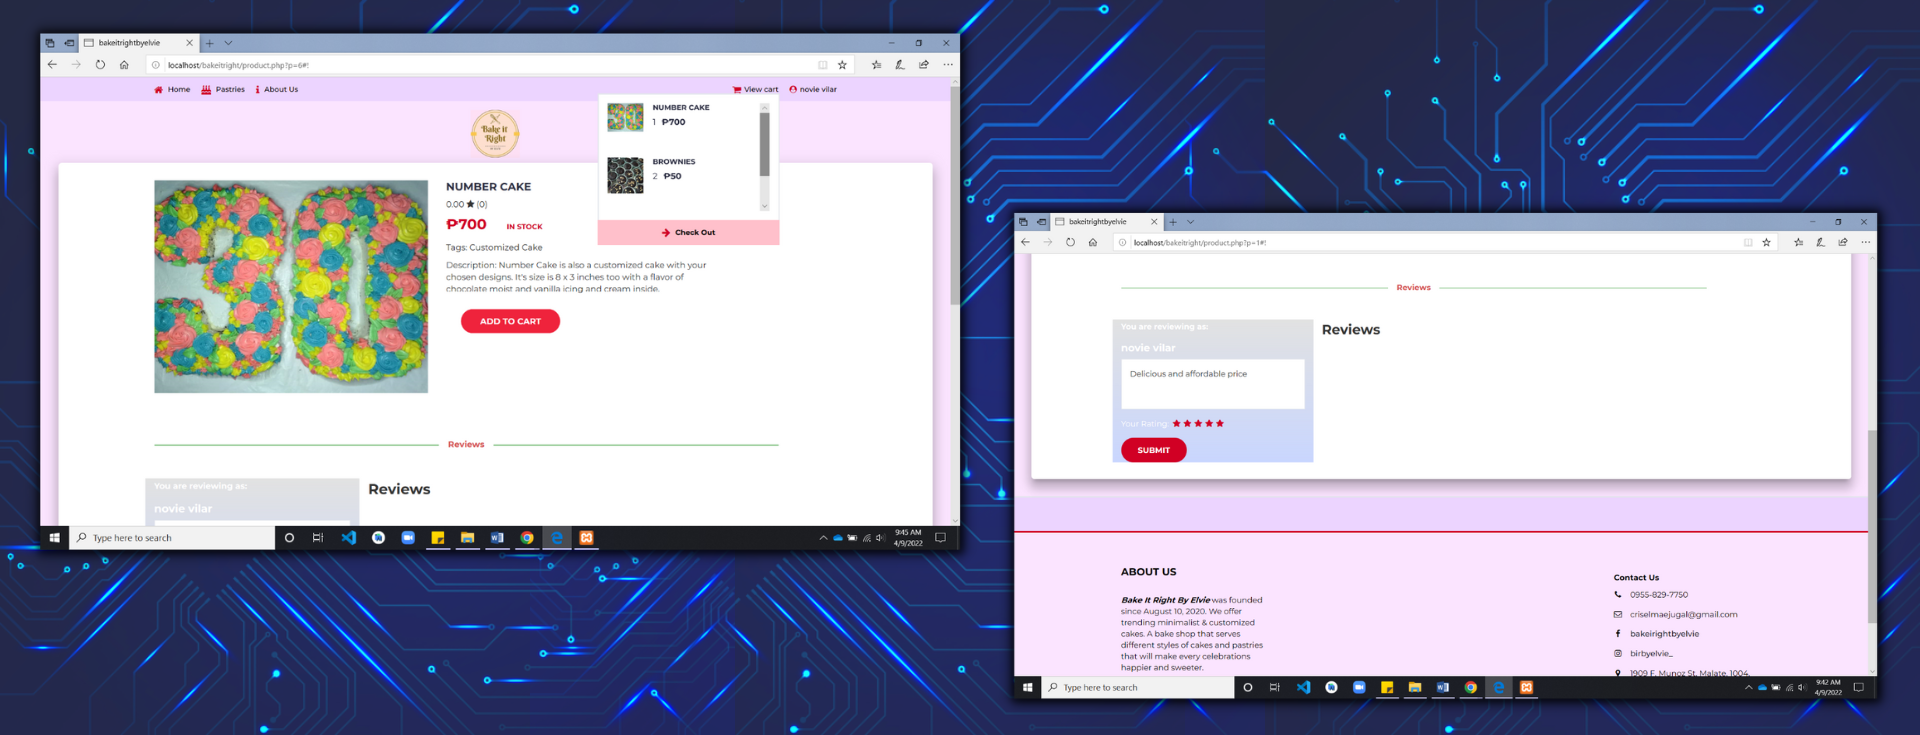 bakeitrightbyelvie
localhost/bakeitright/product.php?p=6#!
Home Pastries About Us View cart novie vilar
Bake it
Right
NUMBER CAKE
1 ₱700
BROWNIES
2 ₱50
Check Out
NUMBER CAKE
0.00 ★ (0)
₱700 IN STOCK
Tags: Customized Cake
Description: Number Cake is also a customized cake with your
chosen designs. It's size is 8 x 3 inches too with a flavor of
chocolate moist and vanilla icing and cream inside.
ADD TO CART
Reviews
You are reviewing as:
novie vilar
Reviews
Type here to search
9:45 AM
4/9/2022
bakeitrightbyelvie
localhost/bakeitright/product.php?p=1#!
Reviews
You are reviewing as:
novie vilar
Delicious and affordable price
Your Rating: ★ ★ ★ ★ ★
SUBMIT
Reviews
ABOUT US
Bake It Right By Elvie was founded
since August 10, 2020. We offer
trending minimalist & customized
cakes. A bake shop that serves
different styles of cakes and pastries
that will make every celebrations
happier and sweeter.
Contact Us
0955-829-7750
criselmaejugal@gmail.com
bakeirightbyelvie
birbyelvie_
1909 F. Munoz St. Malate, 1004,
Type here to search
9:42 AM
4/9/2022